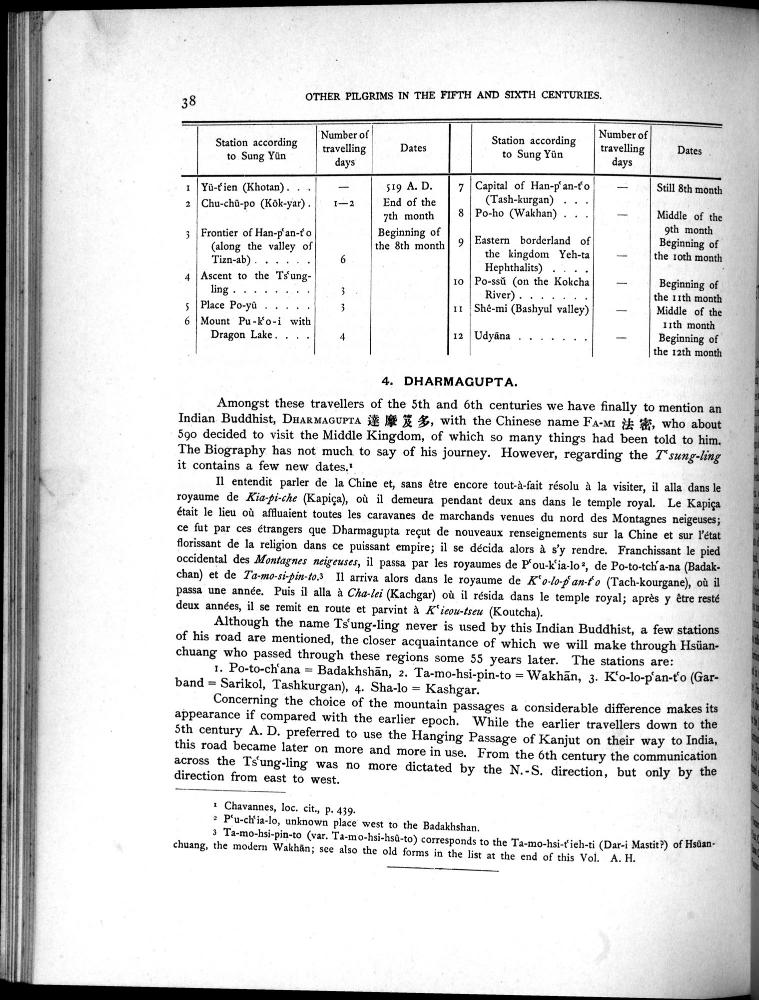 38
OTHER PILGRIMS IN THE FIFTH AND SIXTH CENTURIES.
Station according to Sung Yün | Number of travelling days | Dates
1 Yü-tʻien (Khotan). . . — 519 A. D.
2 Chu-chü-po (Kök-yar). 1—2 End of the
7th month
3 Frontier of Han-pʻan-tʻo Beginning of
(along the valley of the 8th month
Tizn-ab) . . . . . . 6
4 Ascent to the Tsʻung-
ling . . . . . . . . 3
5 Place Po-yü . . . . . 3
6 Mount Pu-kʻo-i with
Dragon Lake. . . . 4
Station according to Sung Yün | Number of travelling days | Dates
7 Capital of Han-pʻan-tʻo — Still 8th month
(Tash-kurgan) . . .
8 Po-ho (Wakhan) . . . — Middle of the
9th month
9 Eastern borderland of Beginning of
the kingdom Yeh-ta — the 10th month
Hephthalits) . . . .
10 Po-ssŭ (on the Kokcha — Beginning of
River) . . . . . . . the 11th month
11 Shê-mi (Bashyul valley) — Middle of the
11th month
12 Udyāna . . . . . . . — Beginning of
the 12th month
4. DHARMAGUPTA.
Amongst these travellers of the 5th and 6th centuries we have finally to mention an
Indian Buddhist, DHARMAGUPTA 達摩笈多, with the Chinese name FA-MI 法密, who about
590 decided to visit the Middle Kingdom, of which so many things had been told to him.
The Biography has not much to say of his journey. However, regarding the Tʻsung-ling
it contains a few new dates.¹
Il entendit parler de la Chine et, sans être encore tout-à-fait résolu à la visiter, il alla dans le
royaume de Kia-pi-che (Kapiça), où il demeura pendant deux ans dans le temple royal. Le Kapiça
était le lieu où affluaient toutes les caravanes de marchands venues du nord des Montagnes neigeuses;
ce fut par ces étrangers que Dharmagupta reçut de nouveaux renseignements sur la Chine et sur l'état
florissant de la religion dans ce puissant empire; il se décida alors à s'y rendre. Franchissant le pied
occidental des Montagnes neigeuses, il passa par les royaumes de Pʻou-kʻia-lo², de Po-to-tchʻa-na (Badak-
chan) et de Ta-mo-si-pin-to.³ Il arriva alors dans le royaume de Kʻo-lo-pʻan-tʻo (Tach-kourgane), où il
passa une année. Puis il alla à Cha-lei (Kachgar) où il résida dans le temple royal; après y être resté
deux années, il se remit en route et parvint à Kʻieou-tseu (Koutcha).
Although the name Tsʻung-ling never is used by this Indian Buddhist, a few stations
of his road are mentioned, the closer acquaintance of which we will make through Hsüan-
chuang who passed through these regions some 55 years later. The stations are:
1. Po-to-chʻana = Badakhshān, 2. Ta-mo-hsi-pin-to = Wakhān, 3. Kʻo-lo-pʻan-tʻo (Gar-
band = Sarikol, Tashkurgan), 4. Sha-lo = Kashgar.
Concerning the choice of the mountain passages a considerable difference makes its
appearance if compared with the earlier epoch. While the earlier travellers down to the
5th century A. D. preferred to use the Hanging Passage of Kanjut on their way to India,
this road became later on more and more in use. From the 6th century the communication
across the Tsʻung-ling was no more dictated by the N.-S. direction, but only by the
direction from east to west.
¹ Chavannes, loc. cit., p. 439.
² Pʻu-chʻia-lo, unknown place west to the Badakhshan.
³ Ta-mo-hsi-pin-to (var. Ta-mo-hsi-hsü-to) corresponds to the Ta-mo-hsi-tʻieh-ti (Dar-i Mastit?) of Hsüan-
chuang, the modern Wakhān; see also the old forms in the list at the end of this Vol. A. H.